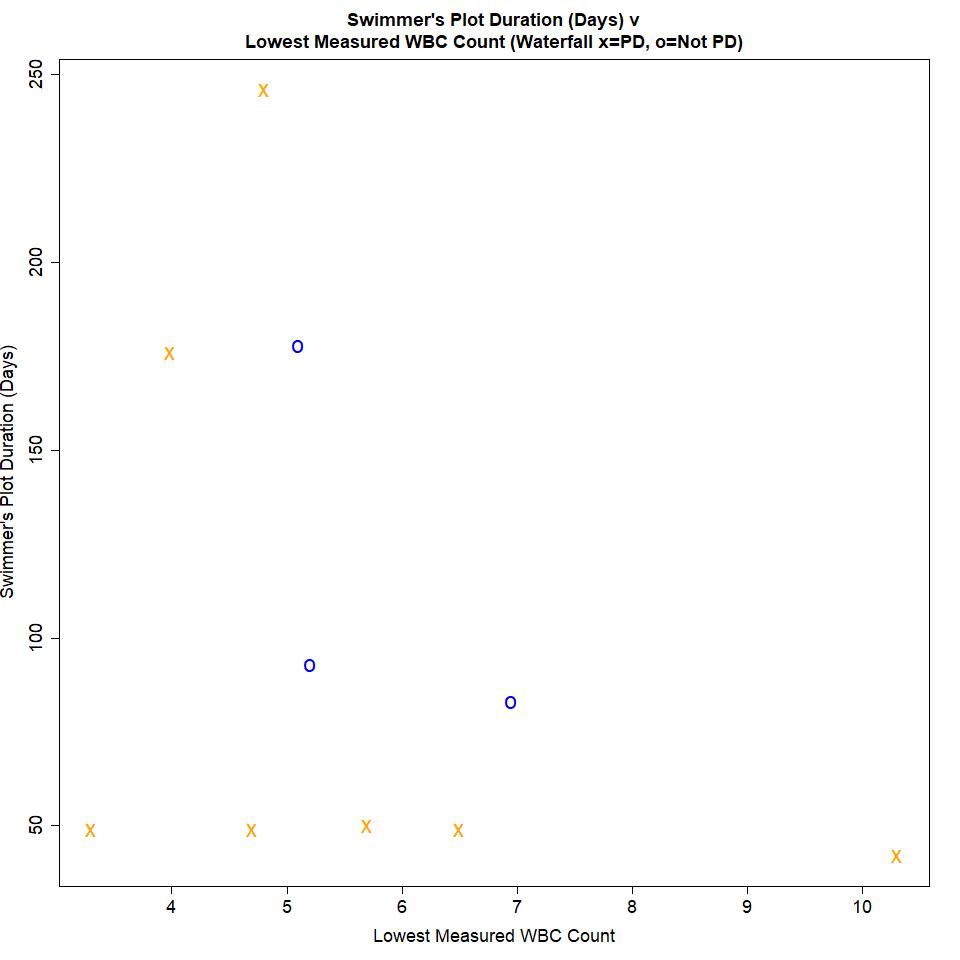 Swimmer's Plot Duration (Days) v
Lowest Measured WBC Count (Waterfall x=PD, o=Not PD)
Swimmer's Plot Duration (Days)
250
200
150
100
50
x
x
o
o
o
x
x
x
x
x
4 5 6 7 8 9 10
Lowest Measured WBC Count